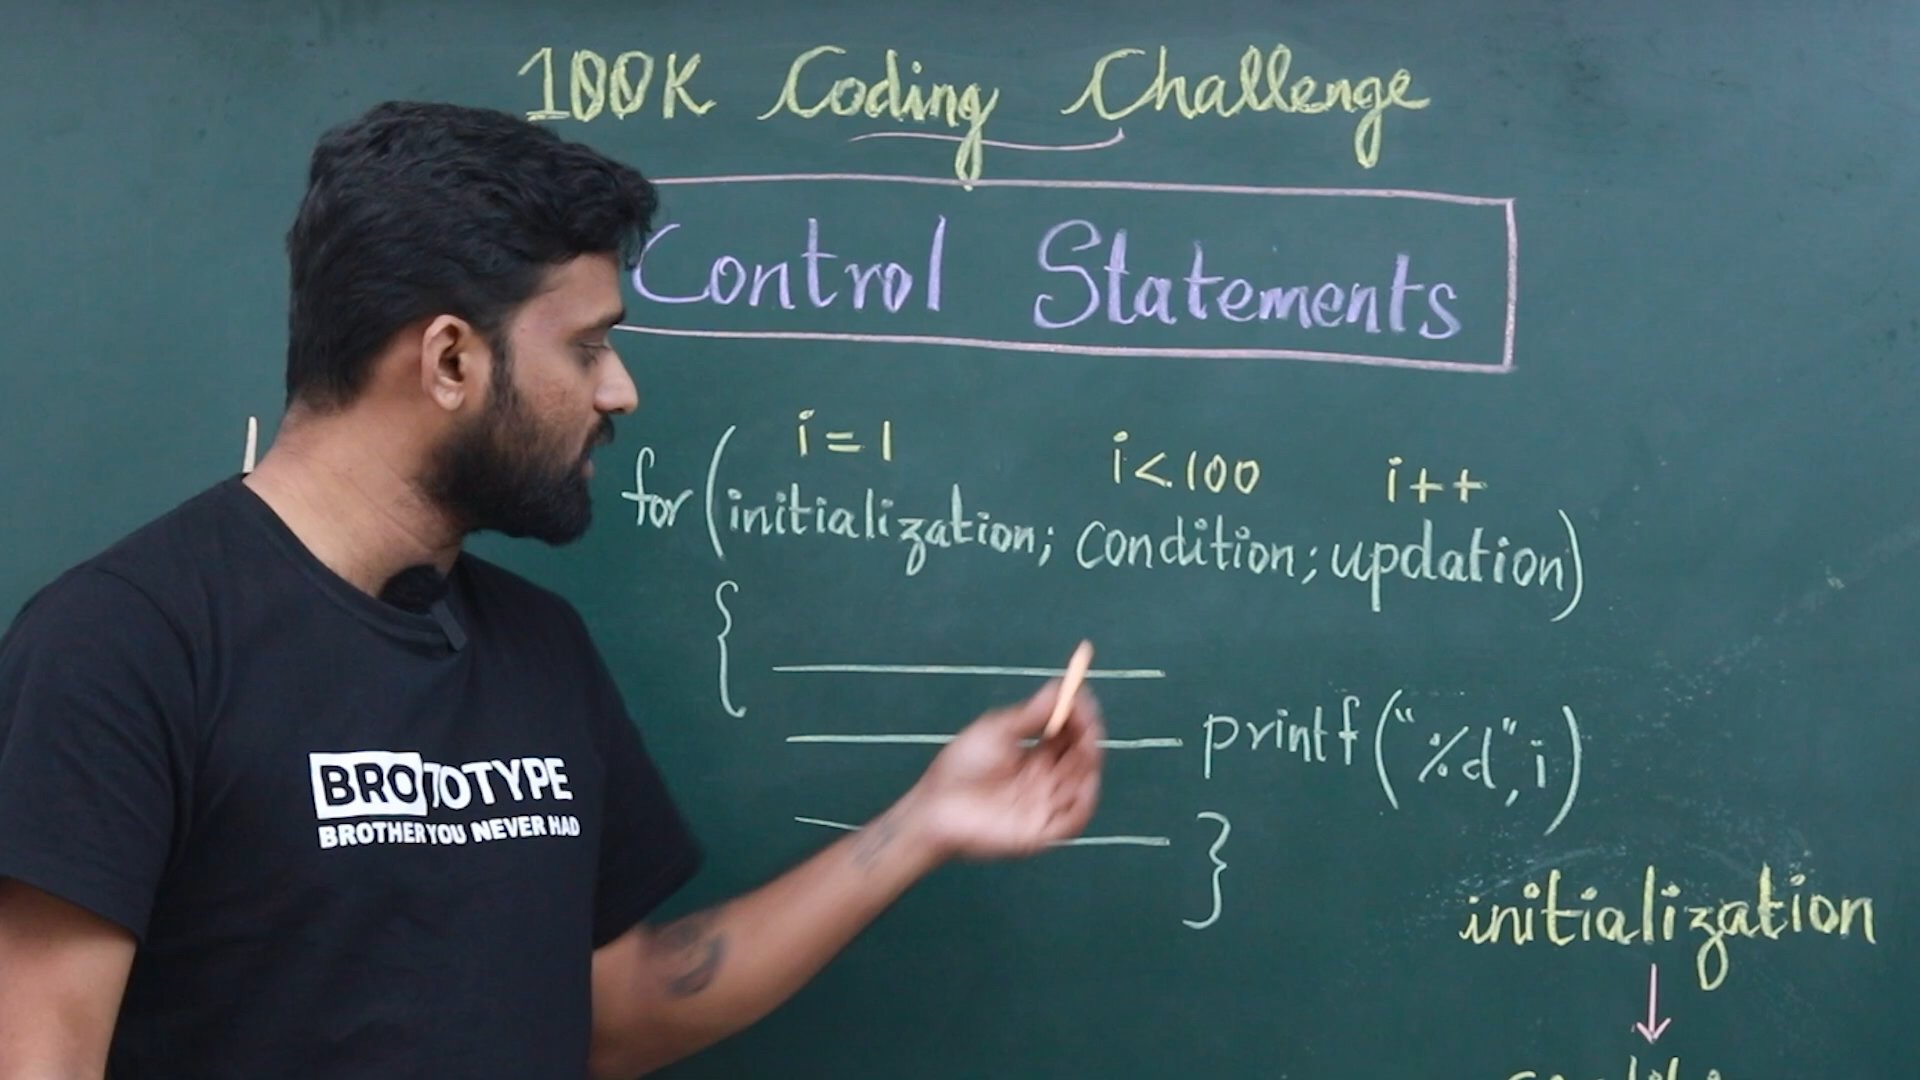 100K Coding Challenge
Control Statements
i = 1 i < 100 i++
for (initialization; condition; updation)
{
printf("%d", i)
}
BROTOTYPE
BROTHER YOU NEVER HAD
initialization